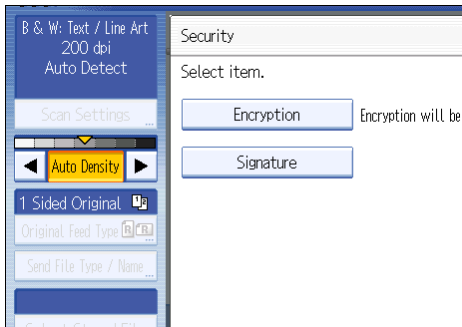 B & W: Text / Line Art
200 dpi
Auto Detect
Scan Settings
Auto Density
1 Sided Original
Original Feed Type
Send File Type / Name
Security
Select item.
Encryption
Encryption will be
Signature